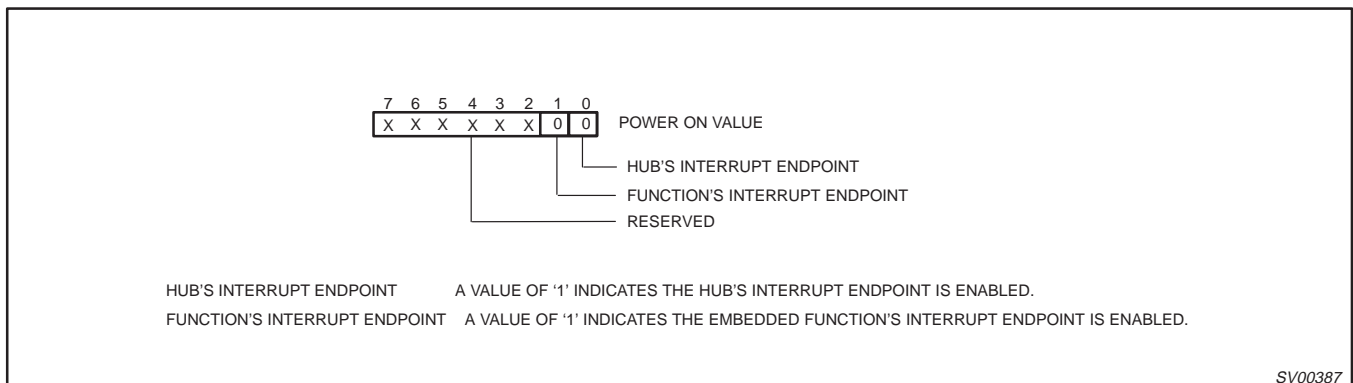 7 6 5 4 3 2 1 0
X X X X X X 0 0 POWER ON VALUE
HUB'S INTERRUPT ENDPOINT
FUNCTION'S INTERRUPT ENDPOINT
RESERVED
HUB'S INTERRUPT ENDPOINT A VALUE OF ‘1’ INDICATES THE HUB'S INTERRUPT ENDPOINT IS ENABLED.
FUNCTION'S INTERRUPT ENDPOINT A VALUE OF ‘1’ INDICATES THE EMBEDDED FUNCTION'S INTERRUPT ENDPOINT IS ENABLED.
SV00387